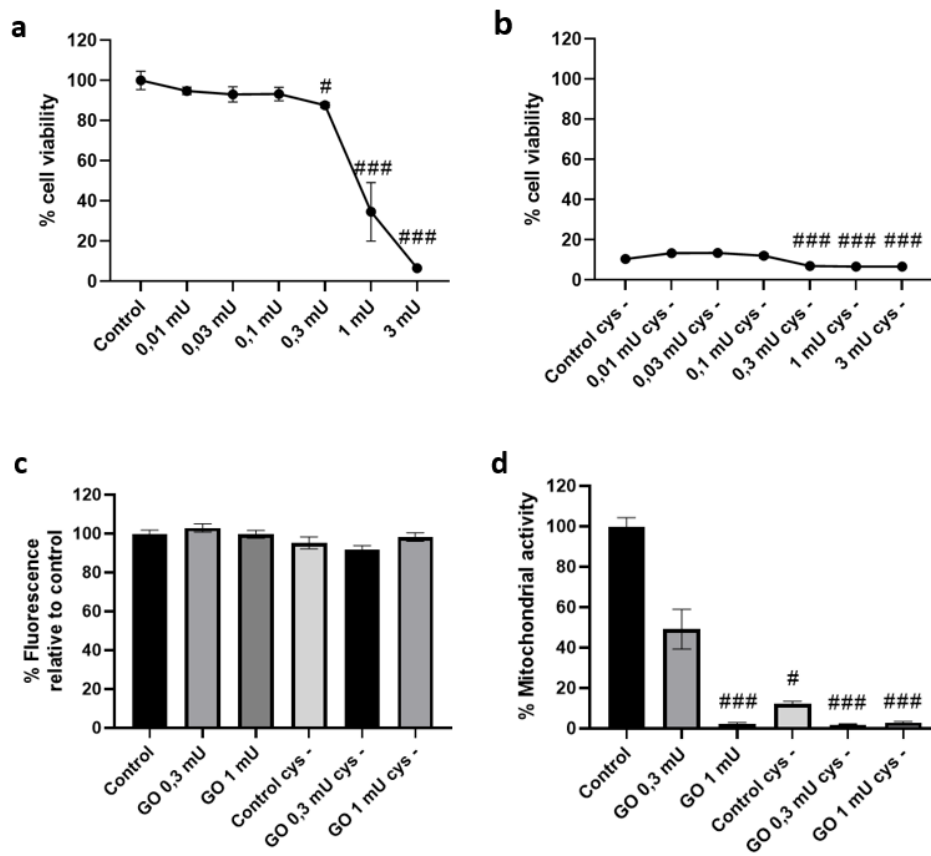 a
% cell viability
120
100
80
60
40
20
0
#
###
###
Control
0,01 mU
0,03 mU
0,1 mU
0,3 mU
1 mU
3 mU
b
% cell viability
120
100
80
60
40
20
0
### ### ###
Control cys -
0,01 mU cys -
0,03 mU cys -
0,1 mU cys -
0,3 mU cys -
1 mU cys -
3 mU cys -
c
% Fluorescence
relative to control
120
100
80
60
40
20
0
Control
GO 0,3 mU
GO 1 mU
Control cys -
GO 0,3 mU cys -
GO 1 mU cys -
d
% Mitochondrial activity
120
100
80
60
40
20
0
###
#
###
###
Control
GO 0,3 mU
GO 1 mU
Control cys -
GO 0,3 mU cys -
GO 1 mU cys -